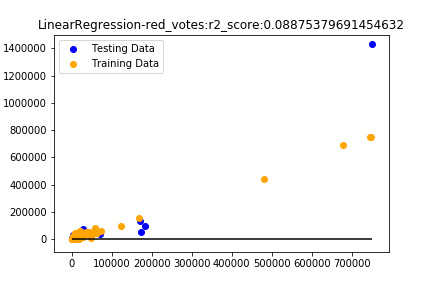 LinearRegression-red_votes:r2_score:0.08875379691454632
1400000
1200000
1000000
800000
600000
400000
200000
0
Testing Data
Training Data
0 100000 200000 300000 400000 500000 600000 700000